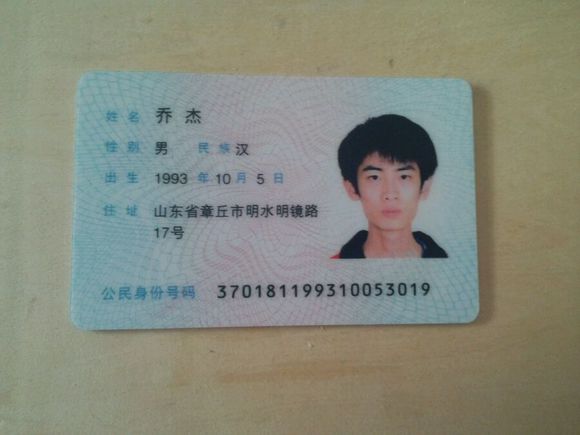 姓名 乔杰
性别 男 民族 汉
出生 1993 年 10 月 5 日
住址 山东省章丘市明水明镜路
17号
公民身份号码 370181199310053019